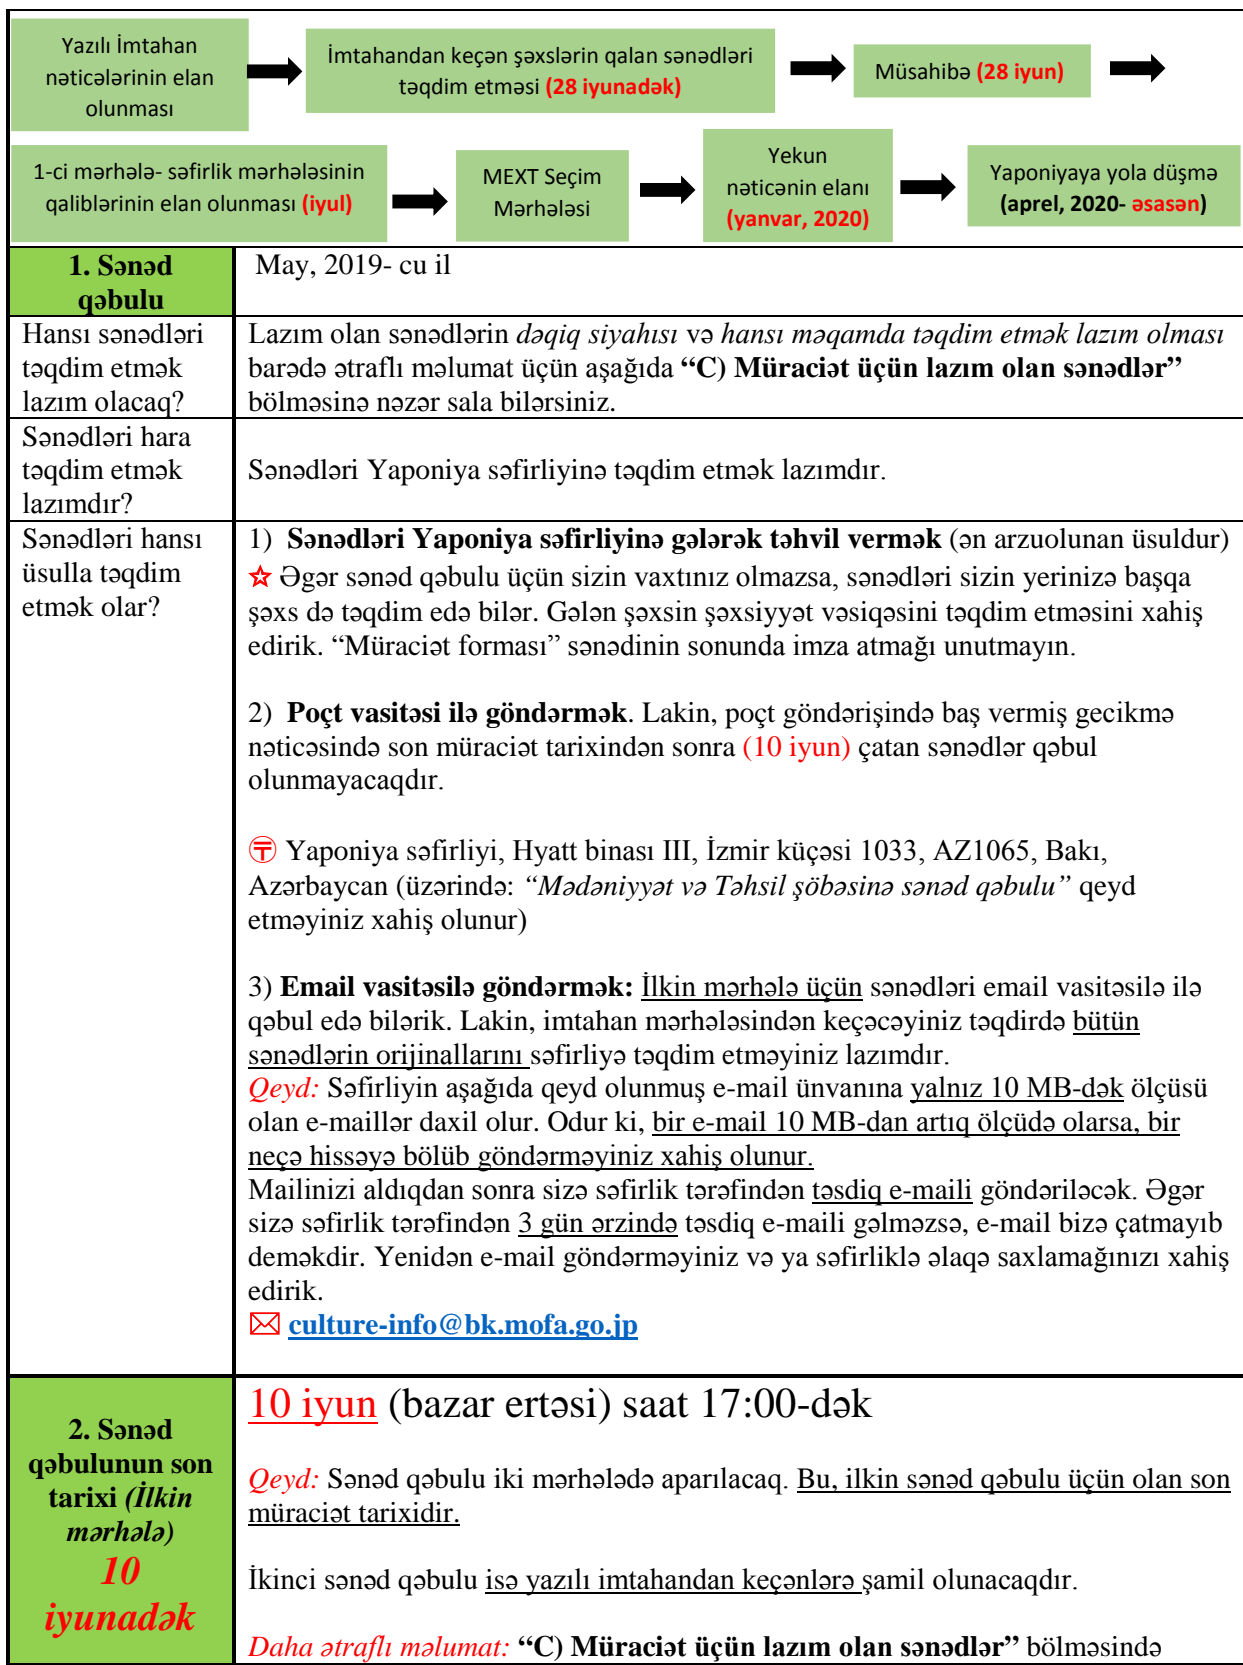 Yazılı İmtahan
nəticələrinin elan
olunması
İmtahandan keçən şəxslərin qalan sənədləri
təqdim etməsi (28 iyunadək)
Müsahibə (28 iyun)
1-ci mərhələ- səfirlik mərhələsinin
qaliblərinin elan olunması (iyul)
MEXT Seçim
Mərhələsi
Yekun
nəticənin elanı
(yanvar, 2020)
Yaponiyaya yola düşmə
(aprel, 2020- əsasən)
1. Sənəd
qəbulu
May, 2019- cu il
Hansı sənədləri
təqdim etmək
lazım olacaq?
Lazım olan sənədlərin dəqiq siyahısı və hansı məqamda təqdim etmək lazım olması
barədə ətraflı məlumat üçün aşağıda “C) Müraciət üçün lazım olan sənədlər”
bölməsinə nəzər sala bilərsiniz.
Sənədləri hara
təqdim etmək
lazımdır?
Sənədləri Yaponiya səfirliyinə təqdim etmək lazımdır.
Sənədləri hansı
üsulla təqdim
etmək olar?
1) Sənədləri Yaponiya səfirliyinə gələrək təhvil vermək (ən arzuolunan üsuldur)
☆ Əgər sənəd qəbulu üçün sizin vaxtınız olmazsa, sənədləri sizin yerinizə başqa
şəxs də təqdim edə bilər. Gələn şəxsin şəxsiyyət vəsiqəsini təqdim etməsini xahiş
edirik. “Müraciət forması” sənədinin sonunda imza atmağı unutmayın.
2) Poçt vasitəsi ilə göndərmək. Lakin, poçt göndərişində baş vermiş gecikmə
nəticəsində son müraciət tarixindən sonra (10 iyun) çatan sənədlər qəbul
olunmayacaqdır.
〶 Yaponiya səfirliyi, Hyatt binası III, İzmir küçəsi 1033, AZ1065, Bakı,
Azərbaycan (üzərində: “Mədəniyyət və Təhsil şöbəsinə sənəd qəbulu” qeyd
etməyiniz xahiş olunur)
3) Email vasitəsilə göndərmək: İlkin mərhələ üçün sənədləri email vasitəsilə ilə
qəbul edə bilərik. Lakin, imtahan mərhələsindən keçəcəyiniz təqdirdə bütün
sənədlərin orijinallarını səfirliyə təqdim etməyiniz lazımdır.
Qeyd: Səfirliyin aşağıda qeyd olunmuş e-mail ünvanına yalnız 10 MB-dək ölçüsü
olan e-maillər daxil olur. Odur ki, bir e-mail 10 MB-dan artıq ölçüdə olarsa, bir
neçə hissəyə bölüb göndərməyiniz xahiş olunur.
Mailinizi aldıqdan sonra sizə səfirlik tərəfindən təsdiq e-maili göndəriləcək. Əgər
sizə səfirlik tərəfindən 3 gün ərzində təsdiq e-maili gəlməzsə, e-mail bizə çatmayıb
deməkdir. Yenidən e-mail göndərməyiniz və ya səfirliklə əlaqə saxlamağınızı xahiş
edirik.
✉ culture-info@bk.mofa.go.jp
2. Sənəd
qəbulunun son
tarixi (İlkin
mərhələ)
10
iyunadək
10 iyun (bazar ertəsi) saat 17:00-dək
Qeyd: Sənəd qəbulu iki mərhələdə aparılacaq. Bu, ilkin sənəd qəbulu üçün olan son
müraciət tarixidir.
İkinci sənəd qəbulu isə yazılı imtahandan keçənlərə şamil olunacaqdır.
Daha ətraflı məlumat: “C) Müraciət üçün lazım olan sənədlər” bölməsində